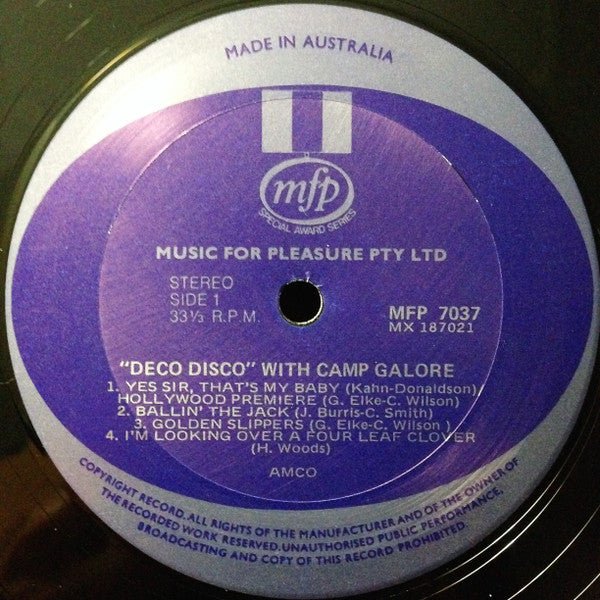 MADE IN AUSTRALIA
mfp
SPECIAL AWARD SERIES
MUSIC FOR PLEASURE PTY LTD
STEREO
SIDE 1
33⅓ R.P.M.
MFP 7037
MX 187021
"DECO DISCO" WITH CAMP GALORE
1. YES SIR, THAT'S MY BABY (Kahn-Donaldson)/
HOLLYWOOD PREMIERE (G. Elke-C. Wilson)
2. BALLIN' THE JACK (J. Burris-C. Smith)
3. GOLDEN SLIPPERS (G. Elke-C. Wilson )
4. I'M LOOKING OVER A FOUR LEAF CLOVER
(H. Woods)
AMCO
COPYRIGHT RECORD. ALL RIGHTS OF THE MANUFACTURER AND OF THE OWNER OF
THE RECORDED WORK RESERVED. UNAUTHORISED PUBLIC PERFORMANCE,
BROADCASTING AND COPY OF THIS RECORD PROHIBITED.